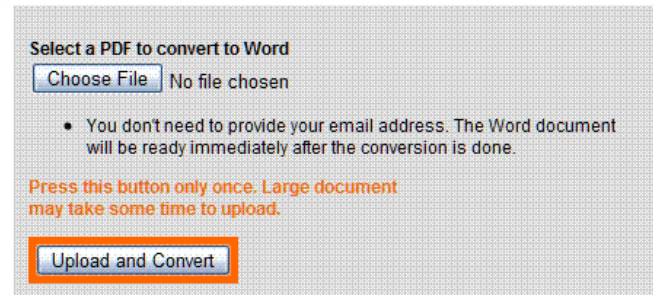 Select a PDF to convert to Word
Choose File No file chosen
• You don't need to provide your email address. The Word document
will be ready immediately after the conversion is done.
Press this button only once. Large document
may take some time to upload.
Upload and Convert